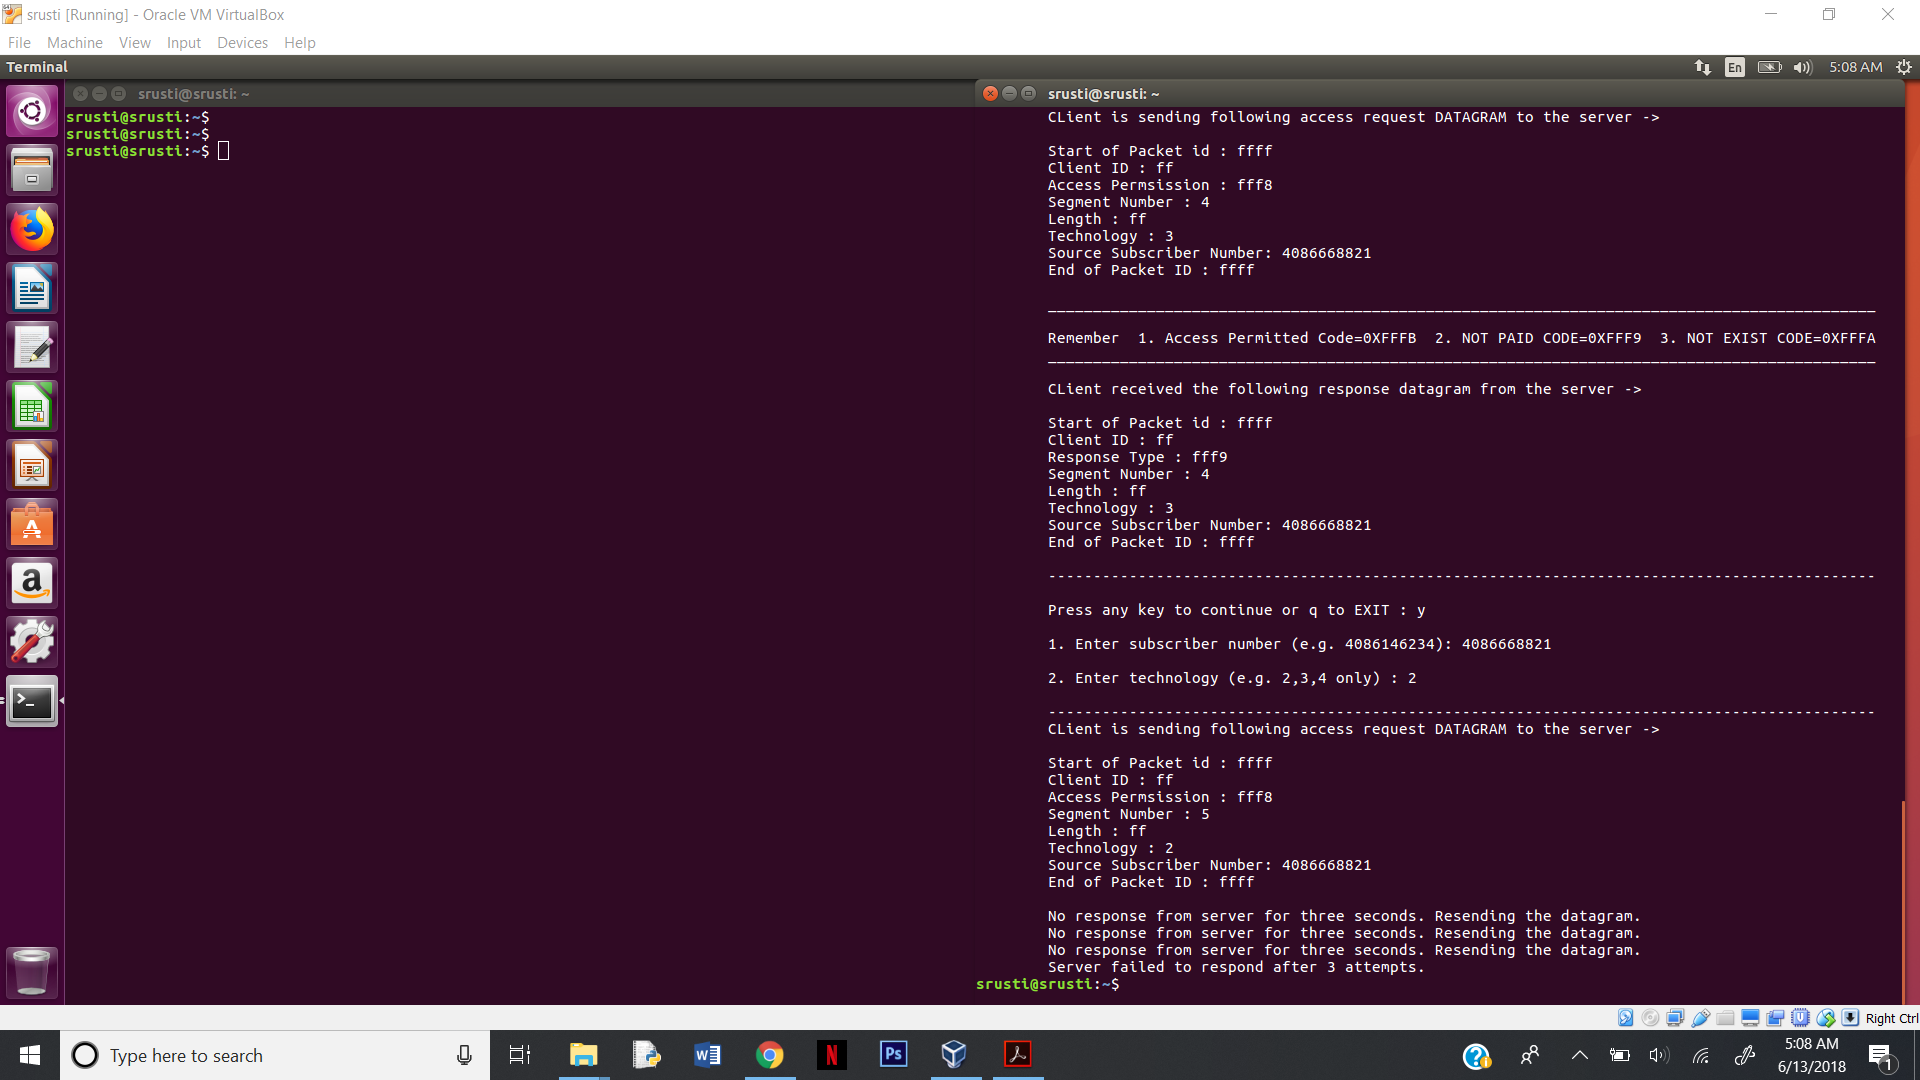 srusti [Running] - Oracle VM VirtualBox
File Machine View Input Devices Help
Terminal
En
5:08 AM
srusti@srusti: ~
srusti@srusti:~$
srusti@srusti:~$
srusti@srusti:~$
srusti@srusti: ~
CLient is sending following access request DATAGRAM to the server ->
Start of Packet id : ffff
Client ID : ff
Access Permsission : fff8
Segment Number : 4
Length : ff
Technology : 3
Source Subscriber Number: 4086668821
End of Packet ID : ffff
____________________________________________________________________________________________
Remember  1. Access Permitted Code=0XFFFB  2. NOT PAID CODE=0XFFF9  3. NOT EXIST CODE=0XFFFA
____________________________________________________________________________________________
CLient received the following response datagram from the server ->
Start of Packet id : ffff
Client ID : ff
Response Type : fff9
Segment Number : 4
Length : ff
Technology : 3
Source Subscriber Number: 4086668821
End of Packet ID : ffff
--------------------------------------------------------------------------------------------
Press any key to continue or q to EXIT : y
1. Enter subscriber number (e.g. 4086146234): 4086668821
2. Enter technology (e.g. 2,3,4 only) : 2
--------------------------------------------------------------------------------------------
CLient is sending following access request DATAGRAM to the server ->
Start of Packet id : ffff
Client ID : ff
Access Permsission : fff8
Segment Number : 5
Length : ff
Technology : 2
Source Subscriber Number: 4086668821
End of Packet ID : ffff
No response from server for three seconds. Resending the datagram.
No response from server for three seconds. Resending the datagram.
No response from server for three seconds. Resending the datagram.
Server failed to respond after 3 attempts.
srusti@srusti:~$
Right Ctrl
Type here to search
5:08 AM
6/13/2018
1